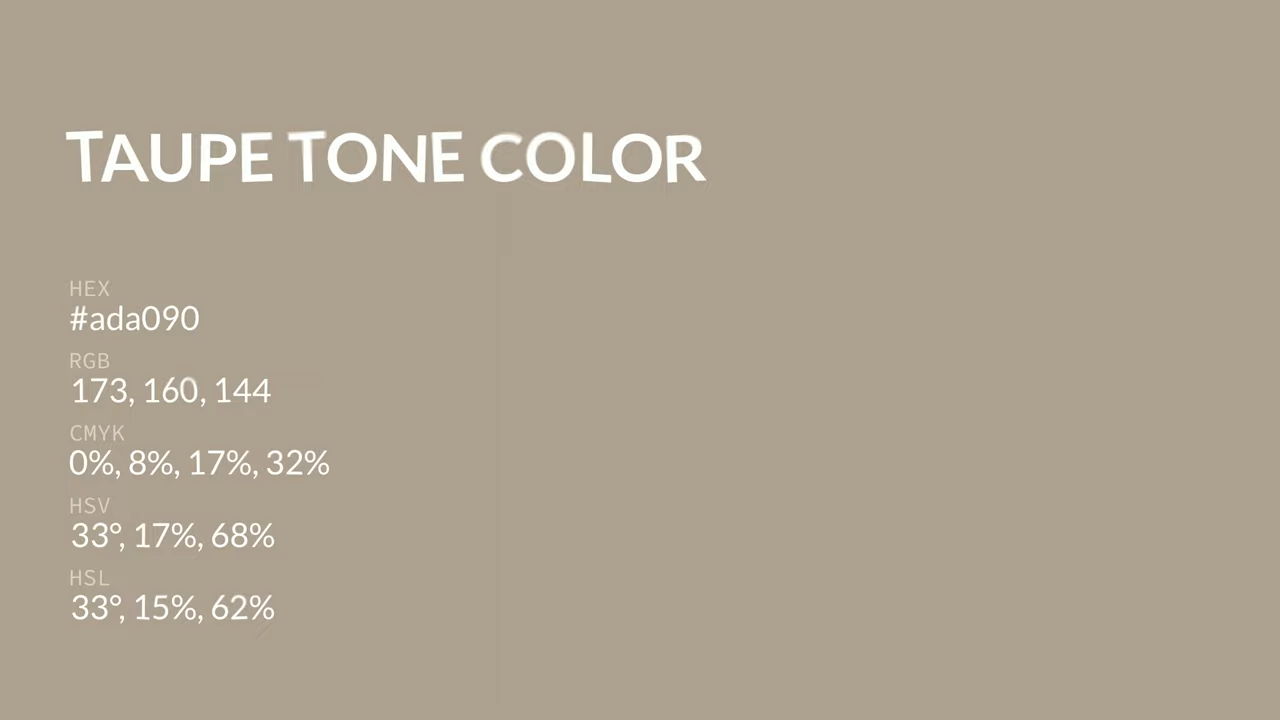 TAUPE TONE COLOR
HEX
#ada090
RGB
173, 160, 144
CMYK
0%, 8%, 17%, 32%
HSV
33°, 17%, 68%
HSL
33°, 15%, 62%